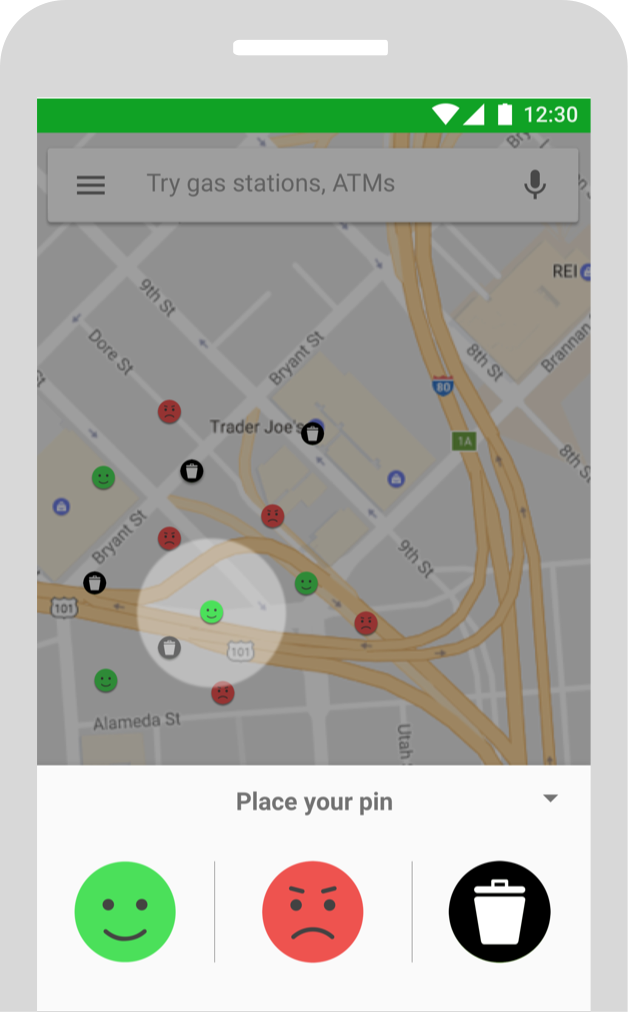 12:30
Try gas stations, ATMs
REI
9th St
Dore St
Bryant St
8th St
Brannan
80
Trader Joe's
1A
8th St
Bryant St
9th St
101
101
Alameda St
Utah
Place your pin